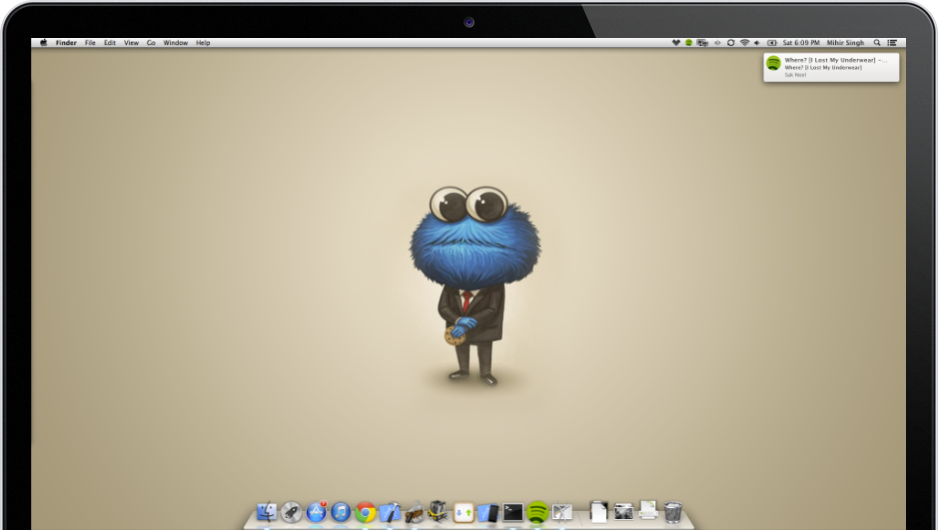 Finder File Edit View Go Window Help
Sat 6:09 PM Mihir Singh
Where? [I Lost My Underwear] –...
Where? [I Lost My Underwear]
Sak Noel